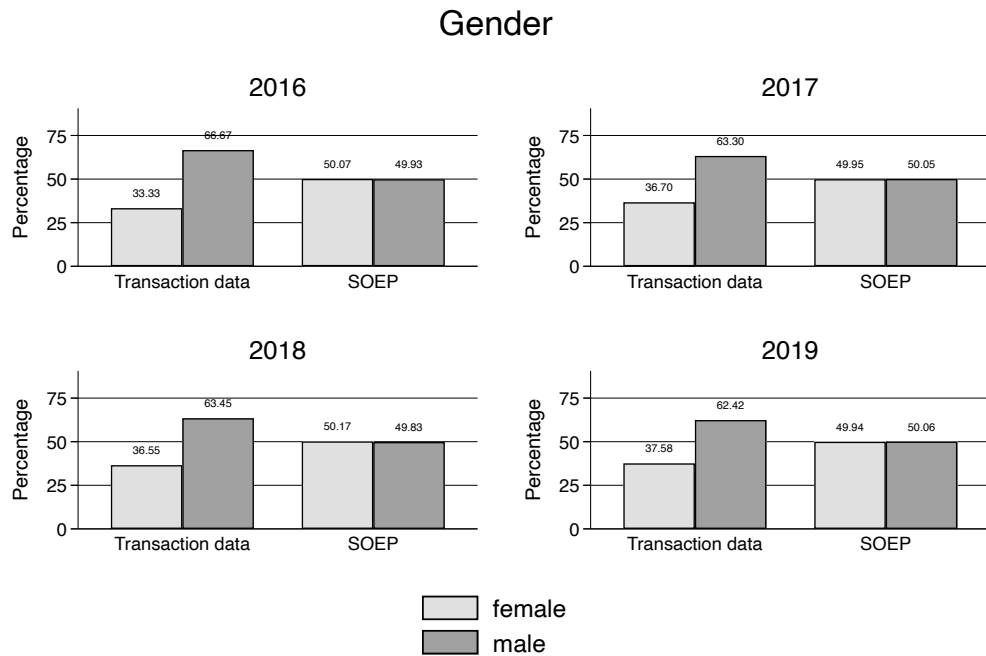 Gender
2016
Percentage
75
50
25
0
33.33
66.67
50.07
49.93
Transaction data
SOEP
2017
Percentage
75
50
25
0
36.70
63.30
49.95
50.05
Transaction data
SOEP
2018
Percentage
75
50
25
0
36.55
63.45
50.17
49.83
Transaction data
SOEP
2019
Percentage
75
50
25
0
37.58
62.42
49.94
50.06
Transaction data
SOEP
female
male